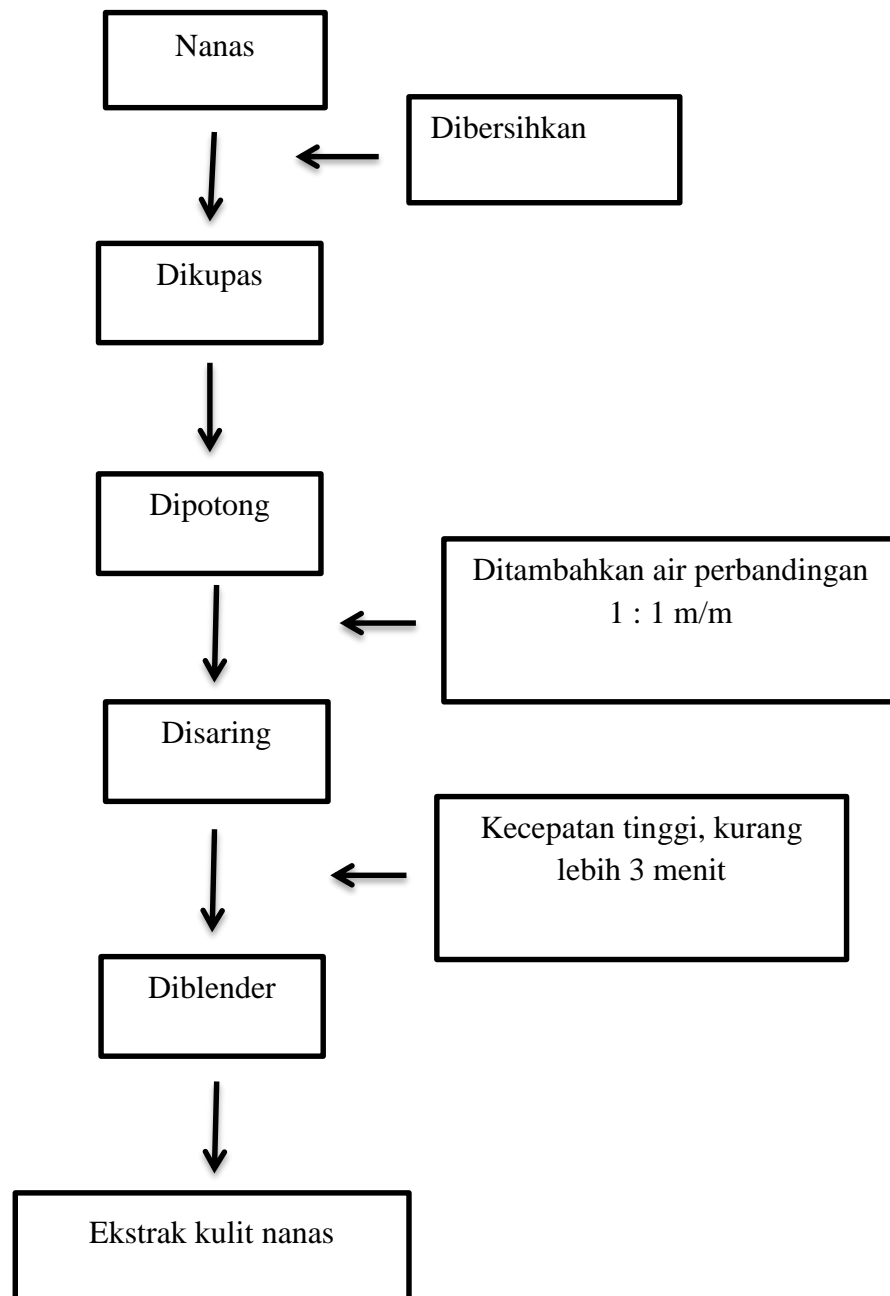 Nanas
Dibersihkan
Dikupas
Dipotong
Ditambahkan air perbandingan
1 : 1 m/m
Disaring
Kecepatan tinggi, kurang
lebih 3 menit
Diblender
Ekstrak kulit nanas